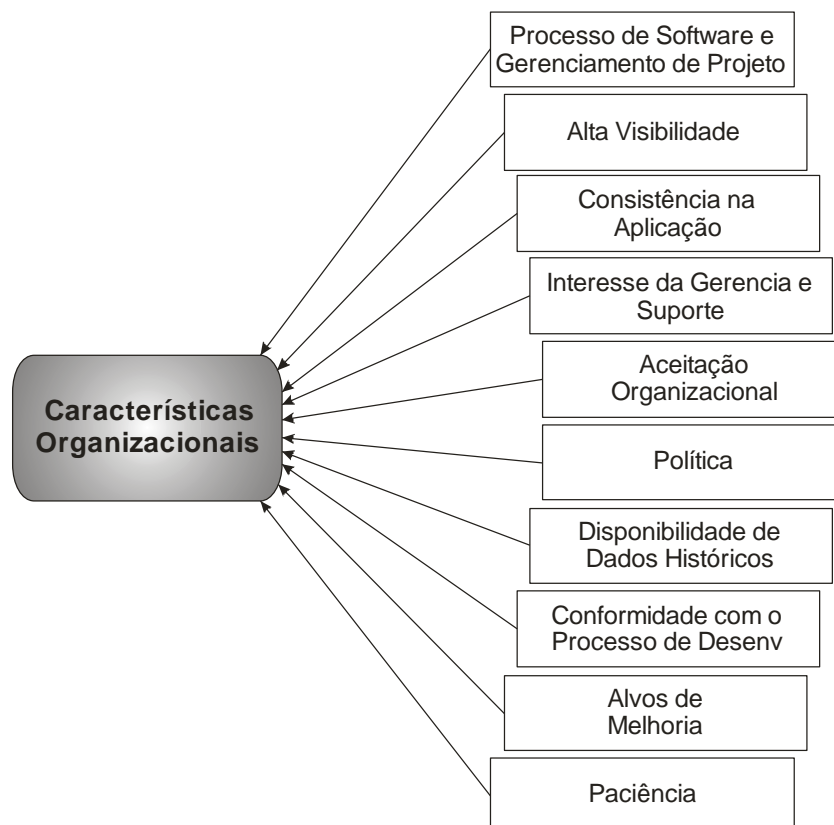 Processo de Software e
Gerenciamento de Projeto
Alta Visibilidade
Consistência na
Aplicação
Interesse da Gerencia e
Suporte
Aceitação
Organizacional
Caracterísficas
Organizacionais
Política
Disponibilidade de
Dados Históricos
Conformidade com o
Processo de Desenv
Alvos de
Melhoria
Paciência